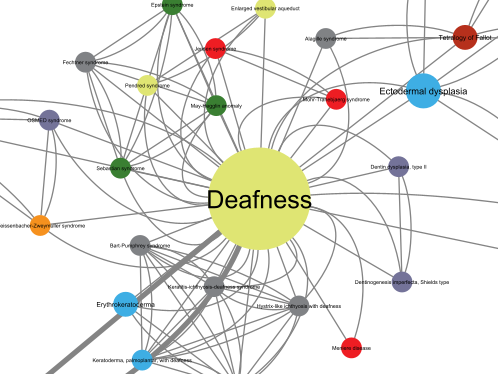 Epstein syndrome
Enlarged vestibular aqueduct
Alagille syndrome
Tetralogy of Fallot
Jensen syndrome
Fechtner syndrome
Pendred syndrome
Ectodermal dysplasia
Mohr-Tranebjaerg syndrome
May-Hegglin anomaly
OSMED syndrome
Sebastian syndrome
Dentin dysplasia, type II
Deafness
eissenbacher-Zweymuller syndrome
Bart-Pumphrey syndrome
Dentinogenesis imperfecta, Shields type
Keratitis-ichthyosis-deafness syndrome
Erythrokeratoderma
Hystrix-like ichthyosis with deafness
Meniere disease
Keratoderma, palmoplantar, with deafness